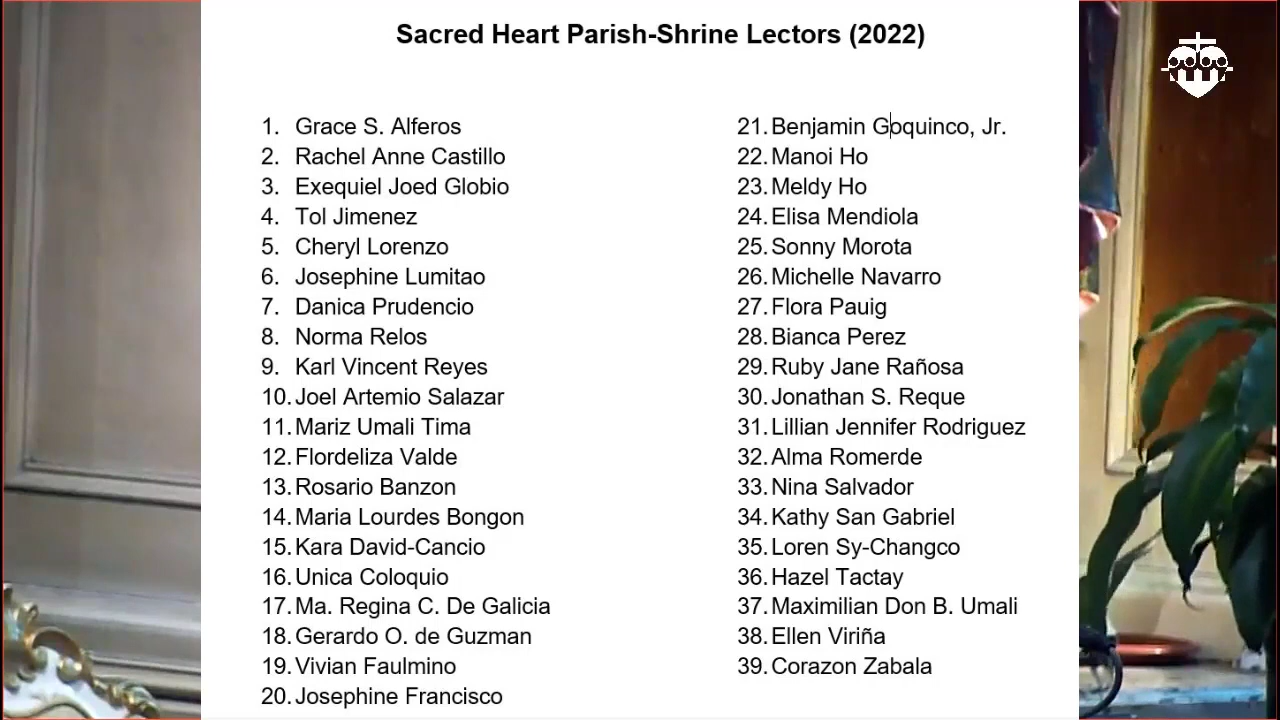 Sacred Heart Parish-Shrine Lectors (2022)
1. Grace S. Alferos
2. Rachel Anne Castillo
3. Exequiel Joed Globio
4. Tol Jimenez
5. Cheryl Lorenzo
6. Josephine Lumitao
7. Danica Prudencio
8. Norma Relos
9. Karl Vincent Reyes
10. Joel Artemio Salazar
11. Mariz Umali Tima
12. Flordeliza Valde
13. Rosario Banzon
14. Maria Lourdes Bongon
15. Kara David-Cancio
16. Unica Coloquio
17. Ma. Regina C. De Galicia
18. Gerardo O. de Guzman
19. Vivian Faulmino
20. Josephine Francisco
21. Benjamin Goquinco, Jr.
22. Manoi Ho
23. Meldy Ho
24. Elisa Mendiola
25. Sonny Morota
26. Michelle Navarro
27. Flora Pauig
28. Bianca Perez
29. Ruby Jane Rañosa
30. Jonathan S. Reque
31. Lillian Jennifer Rodriguez
32. Alma Romerde
33. Nina Salvador
34. Kathy San Gabriel
35. Loren Sy-Changco
36. Hazel Tactay
37. Maximilian Don B. Umali
38. Ellen Viriña
39. Corazon Zabala